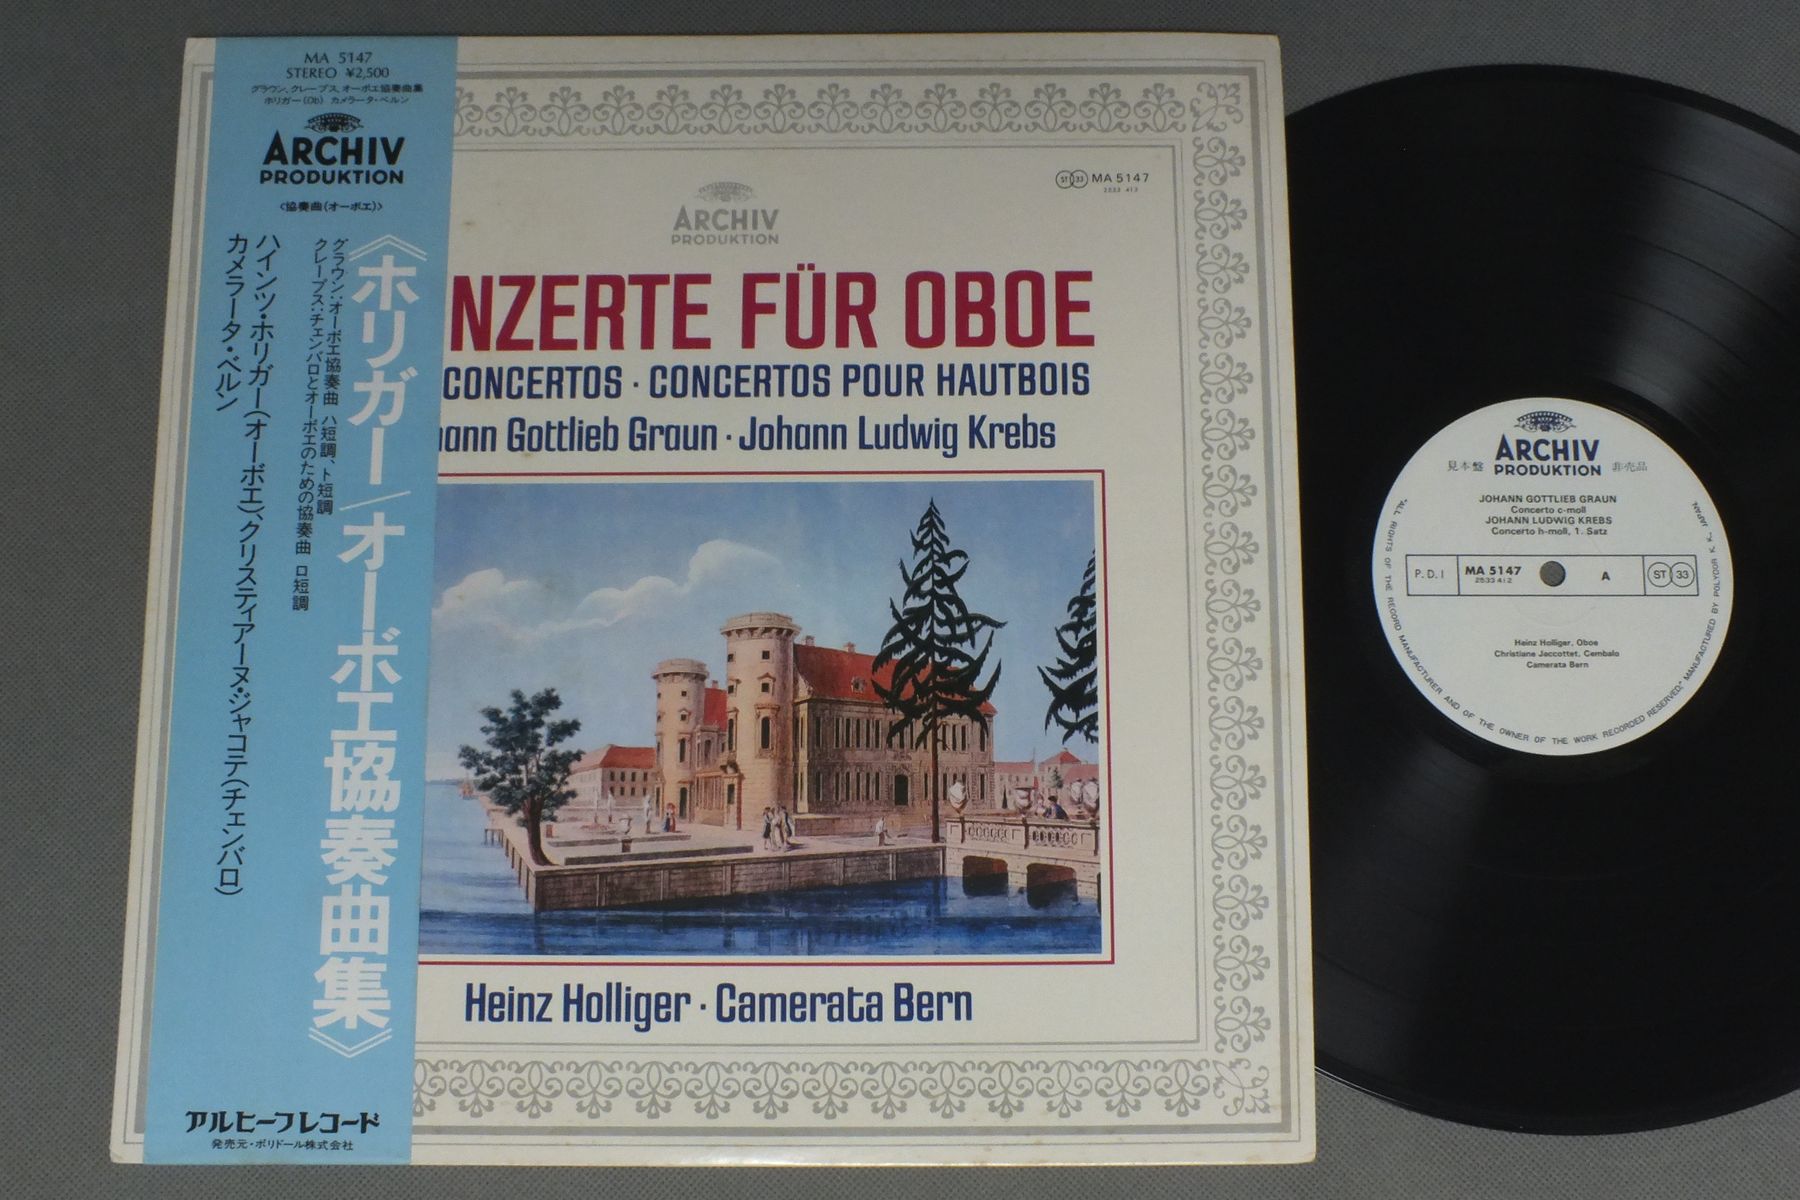 MA 5147
STEREO ¥2,500
グラウン、クレープス、オーボエ協奏曲集
ホリガー(Ob) カメラータ・ベルン
ARCHIV
PRODUKTION
<協奏曲(オーボエ)>
《ホリガー/オーボエ協奏曲集》
グラウン:オーボエ協奏曲 ハ短調、ト短調
クレープス:チェンバロとオーボエのための協奏曲 ロ短調
ハインツ・ホリガー(オーボエ)、クリスティアーヌ・ジャコテ(チェンバロ)
カメラータ・ベルン
アルヒーフレコード
発売元・ポリドール株式会社
ARCHIV
PRODUKTION
ST 33 MA 5147
2533 412
NZERTE FÜR OBOE
CONCERTOS · CONCERTOS POUR HAUTBOIS
hann Gottlieb Graun · Johann Ludwig Krebs
Heinz Holliger · Camerata Bern
ARCHIV
PRODUKTION
見本盤 非売品
JOHANN GOTTLIEB GRAUN
Concerto c-moll
JOHANN LUDWIG KREBS
Concerto h-moll, 1. Satz
P.D.I MA 5147 A ST 33
2533 412
Heinz Holliger, Oboe
Christiane Jaccottet, Cembalo
Camerata Bern
"ALL RIGHTS OF THE RECORD MANUFACTURER AND OF THE OWNER OF THE WORK RECORDED RESERVED." MANUFACTURED BY POLYDOR K.K., JAPAN.